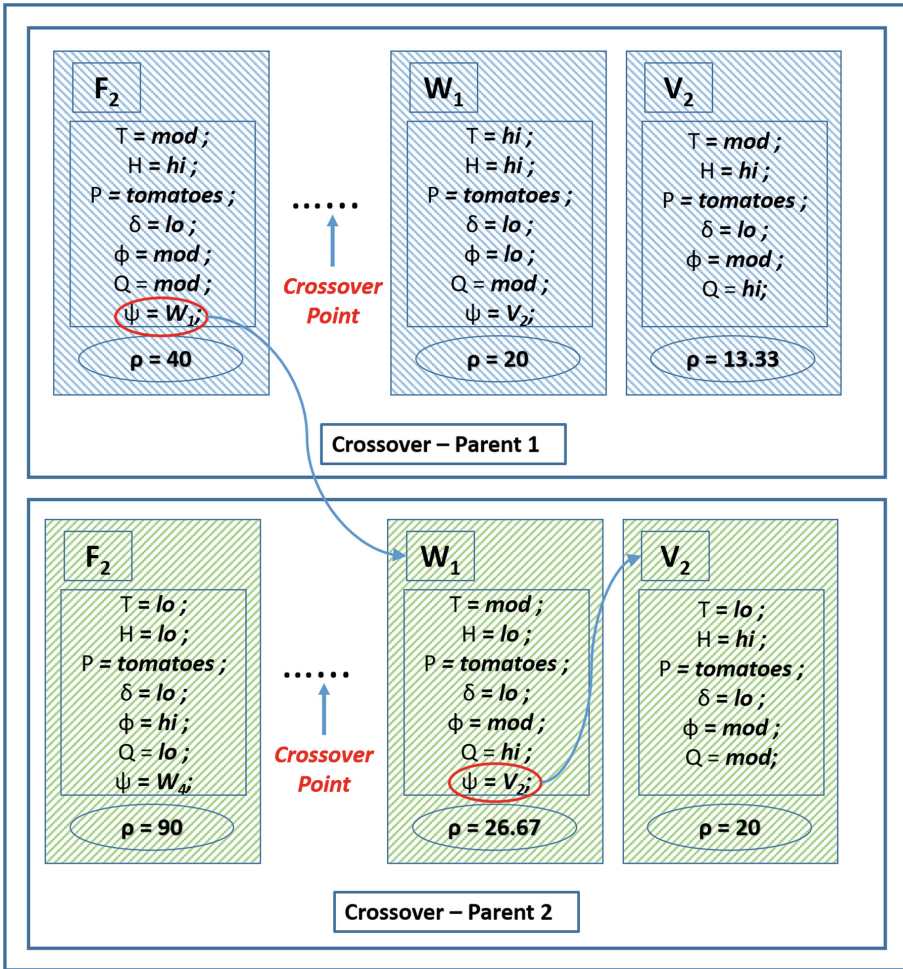 F₂
T = mod ;
H = hi ;
P = tomatoes ;
δ = lo ;
ϕ = mod ;
Q = mod ;
ψ = W₁;
ρ = 40
......
Crossover
Point
W₁
T = hi ;
H = hi ;
P = tomatoes ;
δ = lo ;
ϕ = lo ;
Q = mod ;
ψ = V₂;
ρ = 20
V₂
T = mod ;
H = hi ;
P = tomatoes ;
δ = lo ;
ϕ = mod ;
Q = hi;
ρ = 13.33
Crossover – Parent 1
F₂
T = lo ;
H = lo ;
P = tomatoes ;
δ = lo ;
ϕ = hi ;
Q = lo ;
ψ = W₄;
ρ = 90
......
Crossover
Point
W₁
T = mod ;
H = lo ;
P = tomatoes ;
δ = lo ;
ϕ = mod ;
Q = hi ;
ψ = V₂;
ρ = 26.67
V₂
T = lo ;
H = hi ;
P = tomatoes ;
δ = lo ;
ϕ = mod ;
Q = mod;
ρ = 20
Crossover – Parent 2